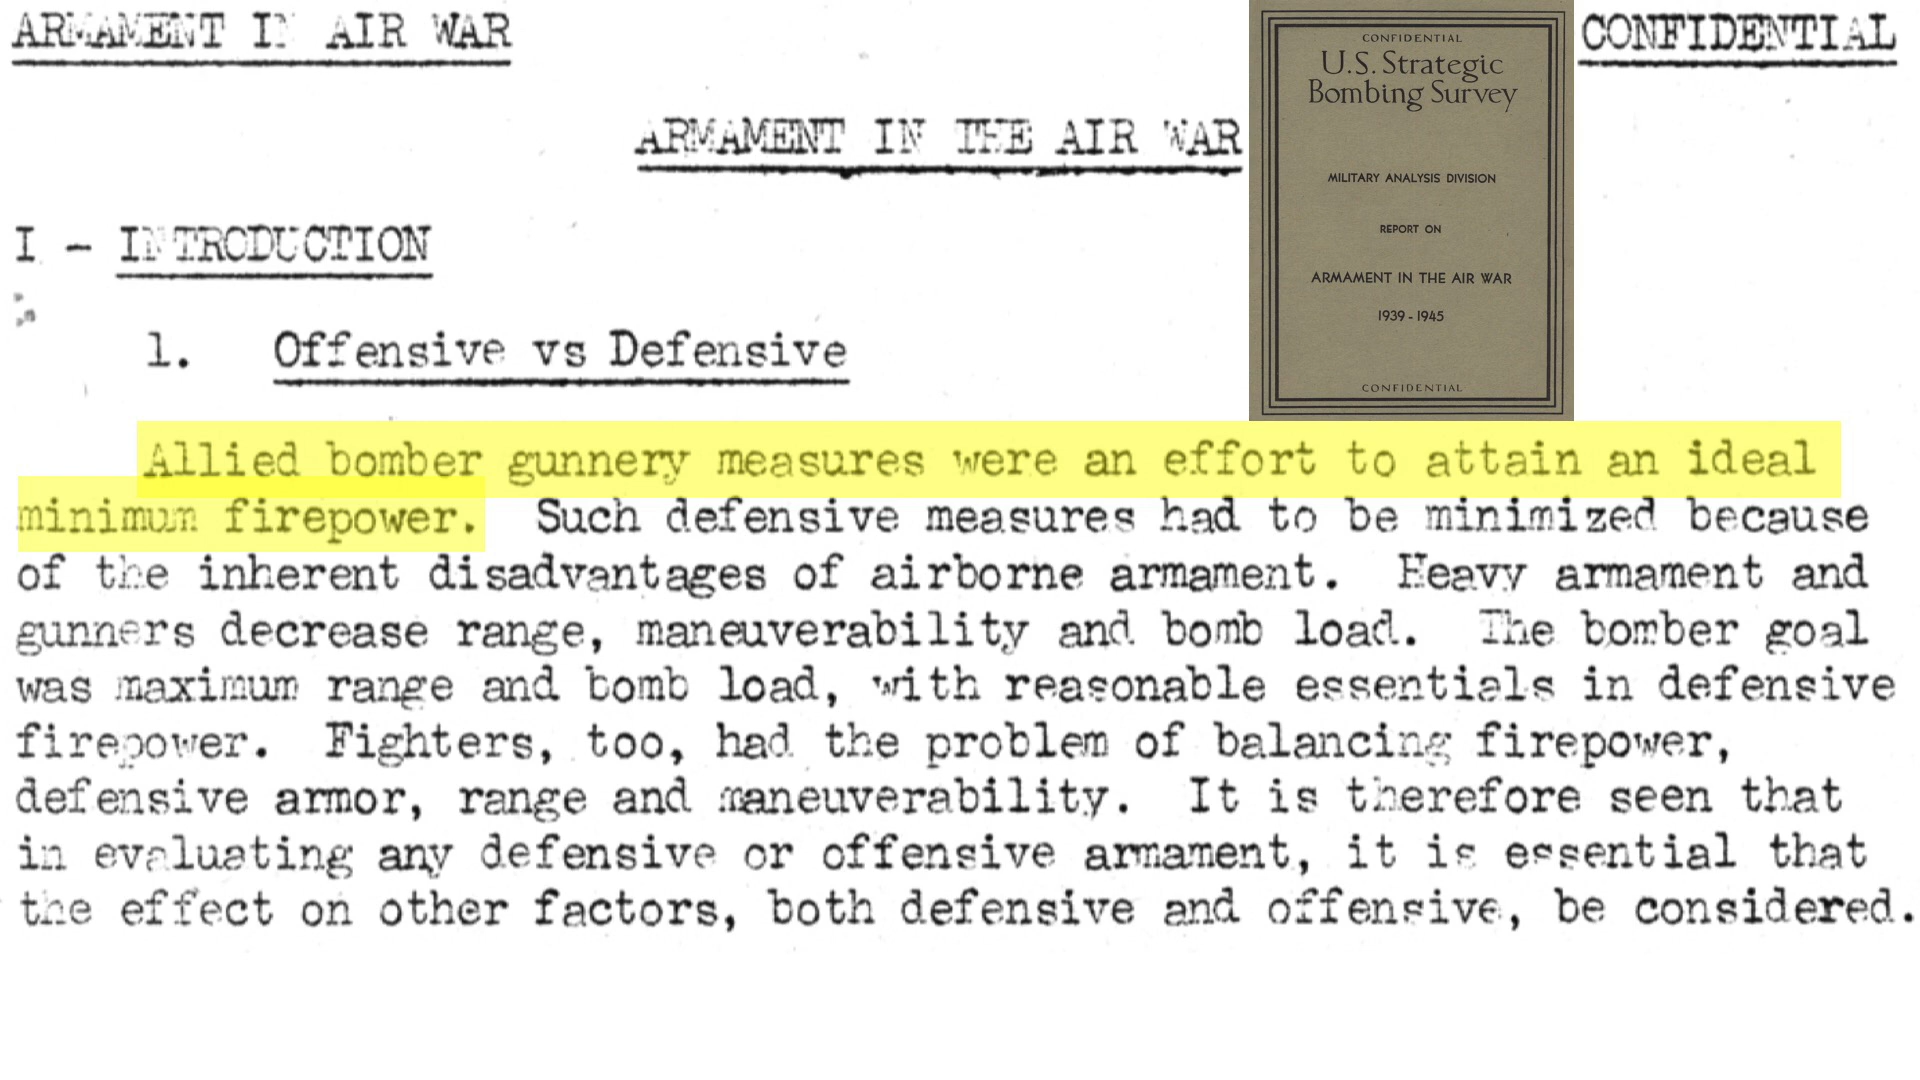 ARMAMENT IN AIR WAR
CONFIDENTIAL
ARMAMENT IN THE AIR WAR
CONFIDENTIAL
U.S. Strategic
Bombing Survey
MILITARY ANALYSIS DIVISION
REPORT ON
ARMAMENT IN THE AIR WAR
1939 - 1945
CONFIDENTIAL
I - INTRODUCTION
1. Offensive vs Defensive
Allied bomber gunnery measures were an effort to attain an ideal
minimum firepower. Such defensive measures had to be minimized because
of the inherent disadvantages of airborne armament. Heavy armament and
gunners decrease range, maneuverability and bomb load. The bomber goal
was maximum range and bomb load, with reasonable essentials in defensive
firepower. Fighters, too, had the problem of balancing firepower,
defensive armor, range and maneuverability. It is therefore seen that
in evaluating any defensive or offensive armament, it is essential that
the effect on other factors, both defensive and offensive, be considered.